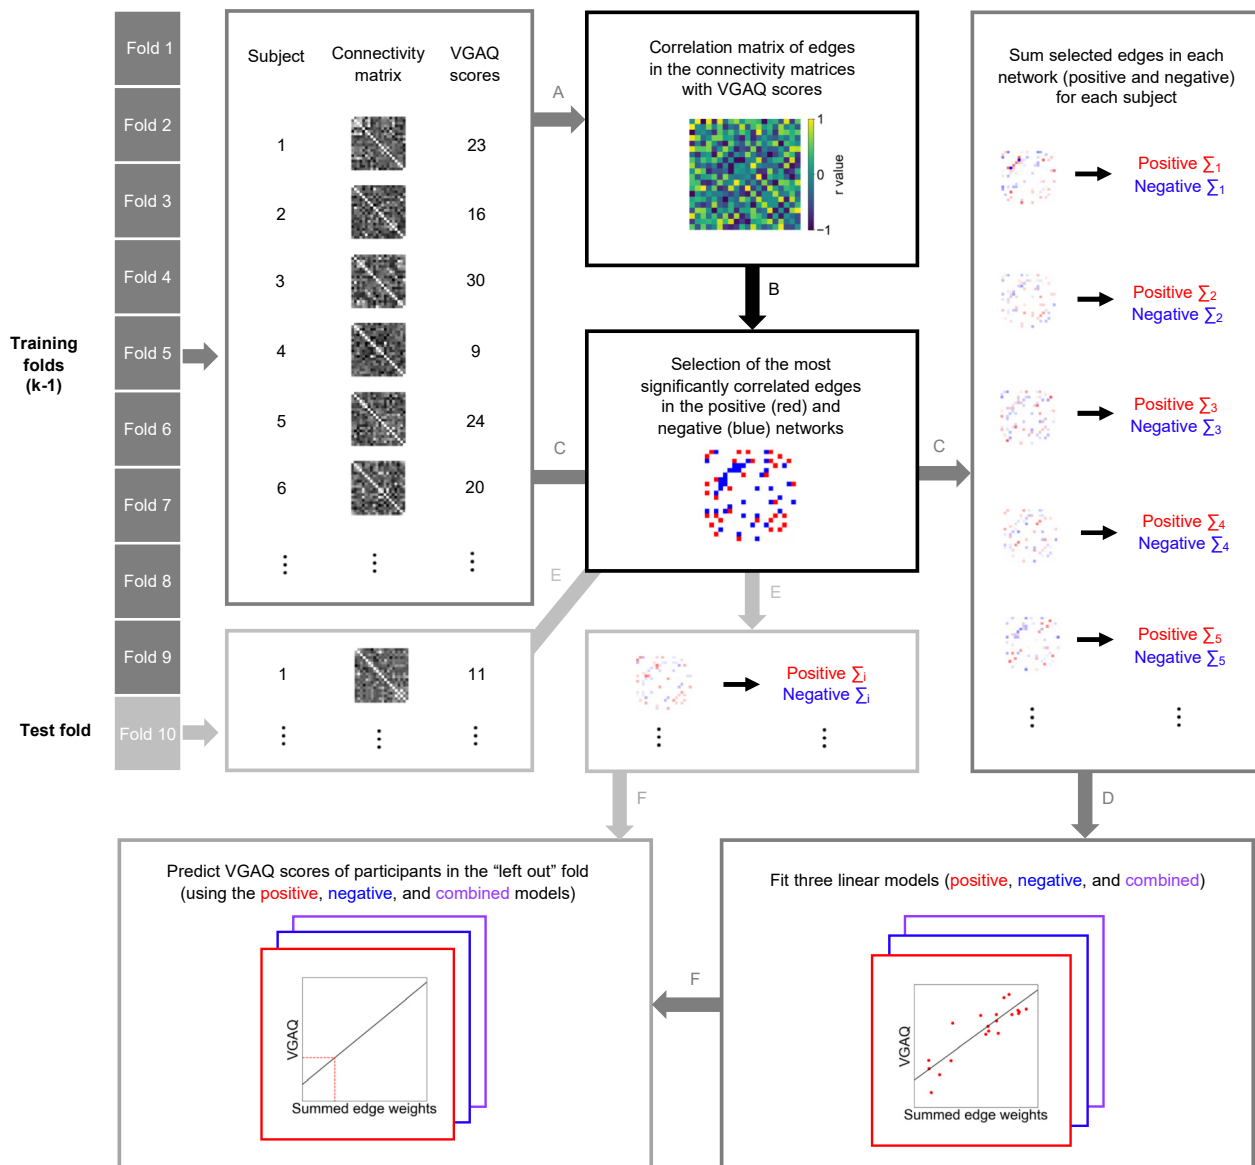 Fold 1
Fold 2
Fold 3
Fold 4
Fold 5
Fold 6
Fold 7
Fold 8
Fold 9
Fold 10
Training
folds
(k-1)
Test fold
Subject
Connectivity
matrix
VGAQ
scores
1
23
2
16
3
30
4
9
5
24
6
20
⋮ ⋮ ⋮
1
11
⋮ ⋮ ⋮
A
Correlation matrix of edges
in the connectivity matrices
with VGAQ scores
1
0
−1
r value
B
Selection of the most
significantly correlated edges
in the positive (red) and
negative (blue) networks
C
C
E
E
Positive ∑i
Negative ∑i
⋮ ⋮
Sum selected edges in each
network (positive and negative)
for each subject
Positive ∑1
Negative ∑1
Positive ∑2
Negative ∑2
Positive ∑3
Negative ∑3
Positive ∑4
Negative ∑4
Positive ∑5
Negative ∑5
⋮ ⋮
F
D
Predict VGAQ scores of participants in the “left out” fold
(using the positive, negative, and combined models)
VGAQ
Summed edge weights
F
Fit three linear models (positive, negative, and combined)
VGAQ
Summed edge weights